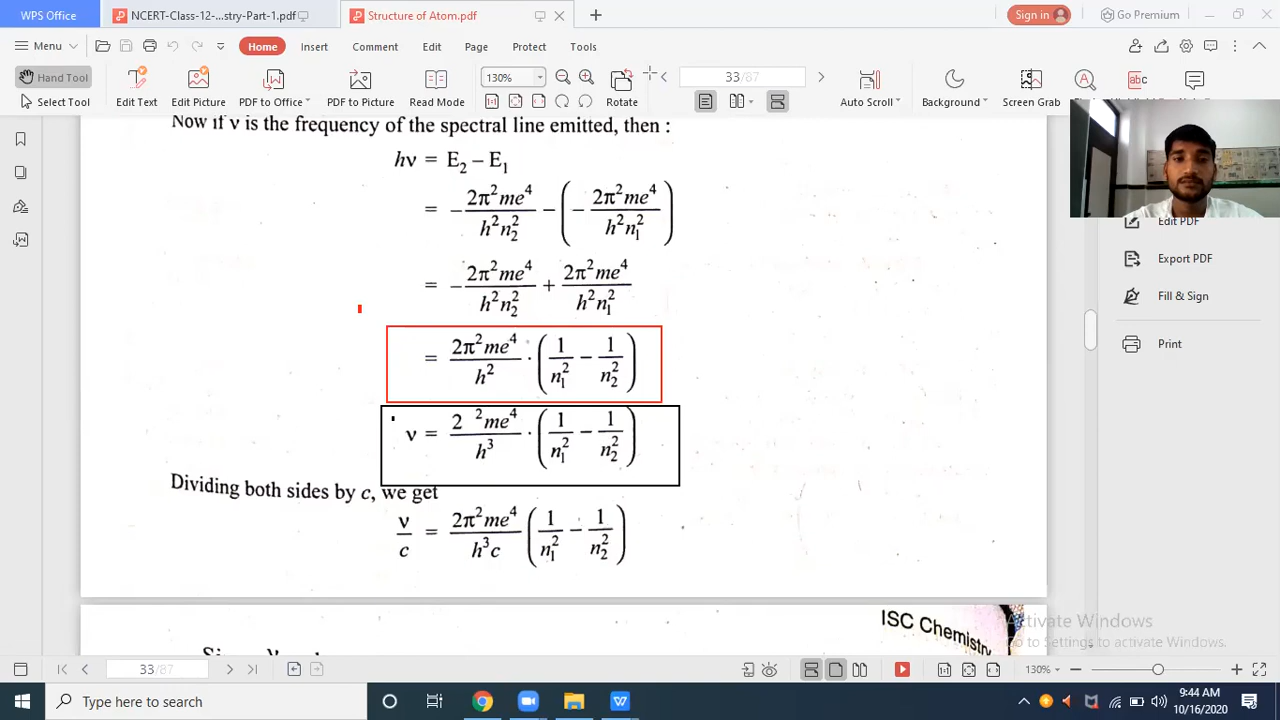 WPS Office
NCERT-Class-12-...stry-Part-1.pdf
Structure of Atom.pdf
Sign in
Go Premium
Menu
Home
Insert
Comment
Edit
Page
Protect
Tools
Hand Tool
Select Text
Edit Text
Edit Picture
PDF to Office
PDF to Picture
Read Mode
130%
Rotate
33/87
Auto Scroll
Background
Screen Grab
Now if ν is the frequency of the spectral line emitted, then :
hν = E₂ − E₁
= − 2π²me⁴/h²n₂² − (− 2π²me⁴/h²n₁²)
= − 2π²me⁴/h²n₂² + 2π²me⁴/h²n₁²
= 2π²me⁴/h² · (1/n₁² − 1/n₂²)
ν = 2 ²me⁴/h³ · (1/n₁² − 1/n₂²)
Dividing both sides by c, we get
ν/c = 2π²me⁴/h³c (1/n₁² − 1/n₂²)
ISC Chemistry
Edit PDF
Export PDF
Fill & Sign
Print
Activate Windows
Go to Settings to activate Windows.
33/87
130%
Type here to search
9:44 AM
10/16/2020